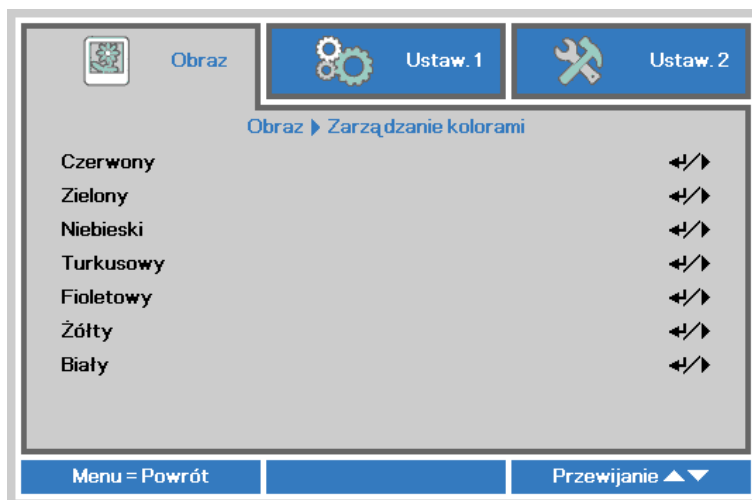 Obraz Ustaw. 1 Ustaw. 2
Obraz Zarządzanie kolorami
Czerwony
Zielony
Niebieski
Turkusowy
Fioletowy
Żółty
Biały
Menu = Powrót Przewijanie